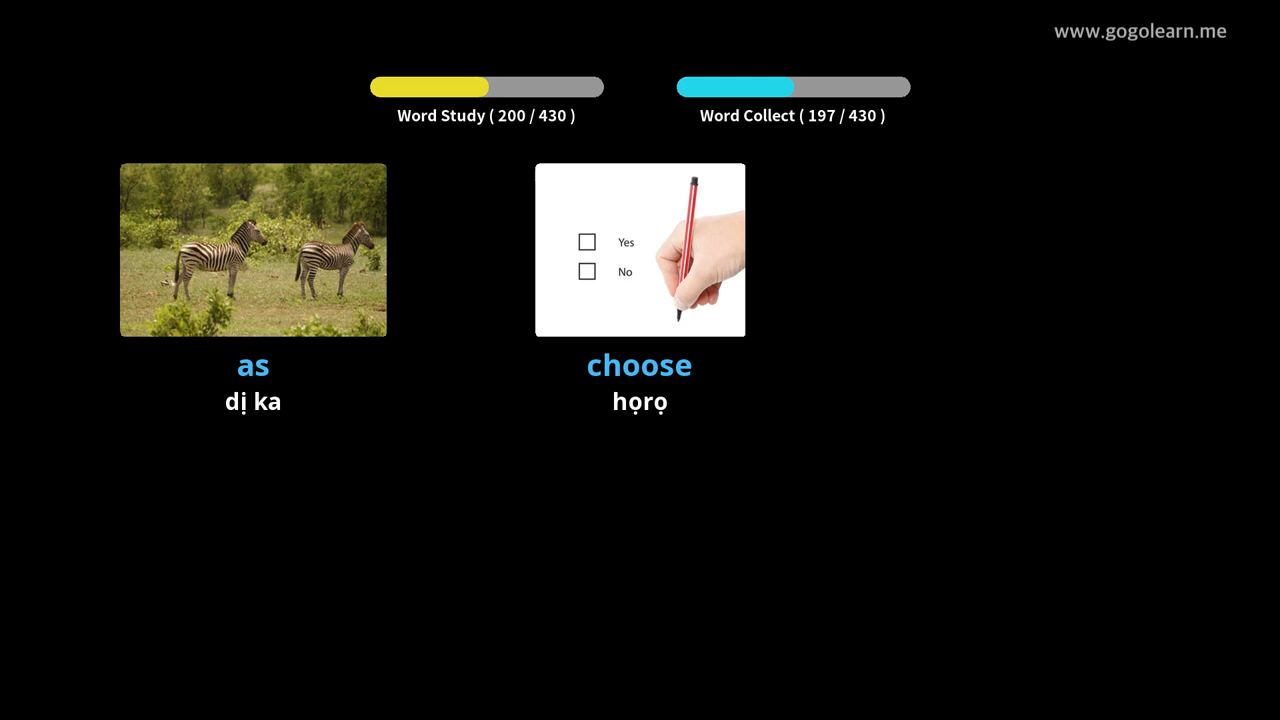 www.gogolearn.me
Word Study ( 200 / 430 )
Word Collect ( 197 / 430 )
Yes
No
as
dị ka
choose
họrọ